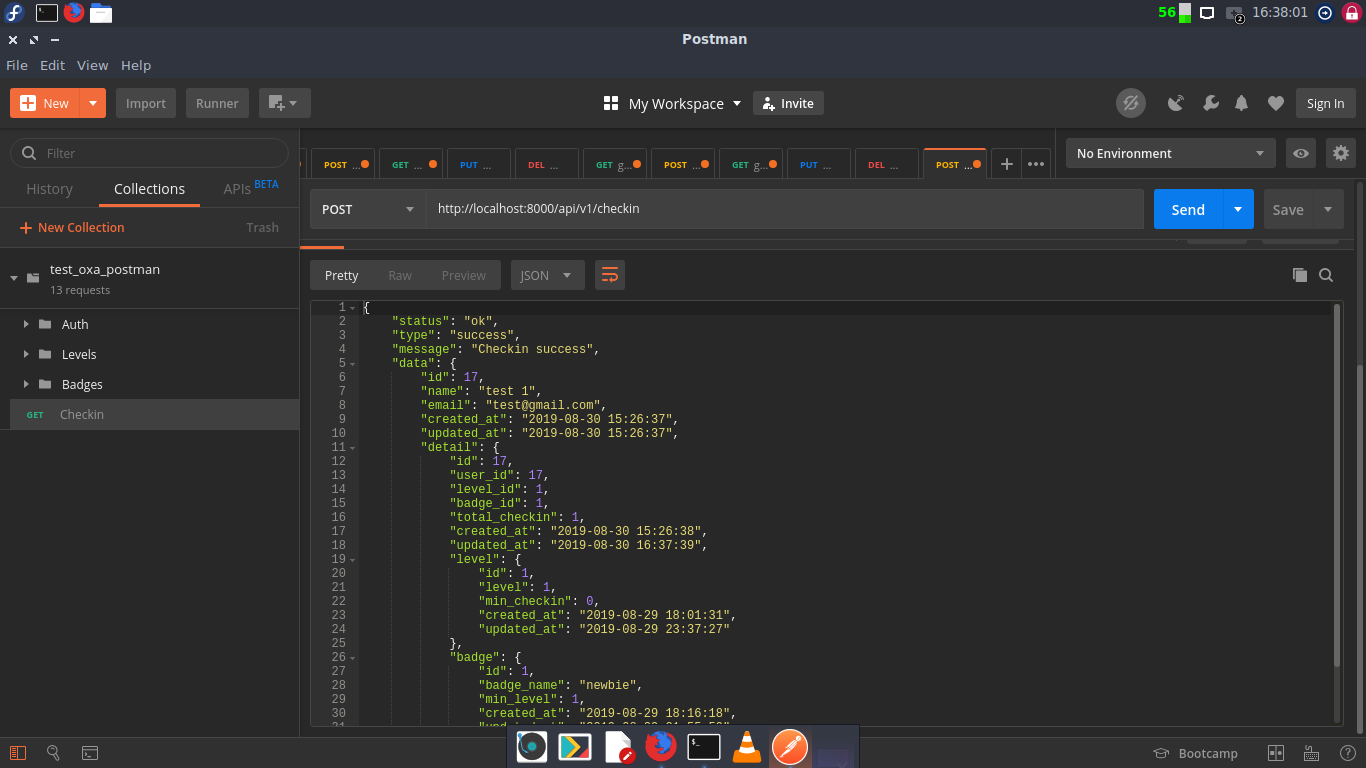 56
2
16:38:01
Postman
File Edit View Help
New Import Runner My Workspace Invite Sign In
Filter
History Collections APIs BETA
+ New Collection Trash
test_oxa_postman
13 requests
Auth
Levels
Badges
GET Checkin
POST ... GET ... PUT ... DEL ... GET g... POST ... GET g... PUT ... DEL ... POST ... + ••• No Environment
POST http://localhost:8000/api/v1/checkin Send Save
Pretty Raw Preview JSON
1 {
2 "status": "ok",
3 "type": "success",
4 "message": "Checkin success",
5 "data": {
6 "id": 17,
7 "name": "test 1",
8 "email": "test@gmail.com",
9 "created_at": "2019-08-30 15:26:37",
10 "updated_at": "2019-08-30 15:26:37",
11 "detail": {
12 "id": 17,
13 "user_id": 17,
14 "level_id": 1,
15 "badge_id": 1,
16 "total_checkin": 1,
17 "created_at": "2019-08-30 15:26:38",
18 "updated_at": "2019-08-30 16:37:39",
19 "level": {
20 "id": 1,
21 "level": 1,
22 "min_checkin": 0,
23 "created_at": "2019-08-29 18:01:31",
24 "updated_at": "2019-08-29 23:37:27"
25 },
26 "badge": {
27 "id": 1,
28 "badge_name": "newbie",
29 "min_level": 1,
30 "created_at": "2019-08-29 18:16:18",
Bootcamp